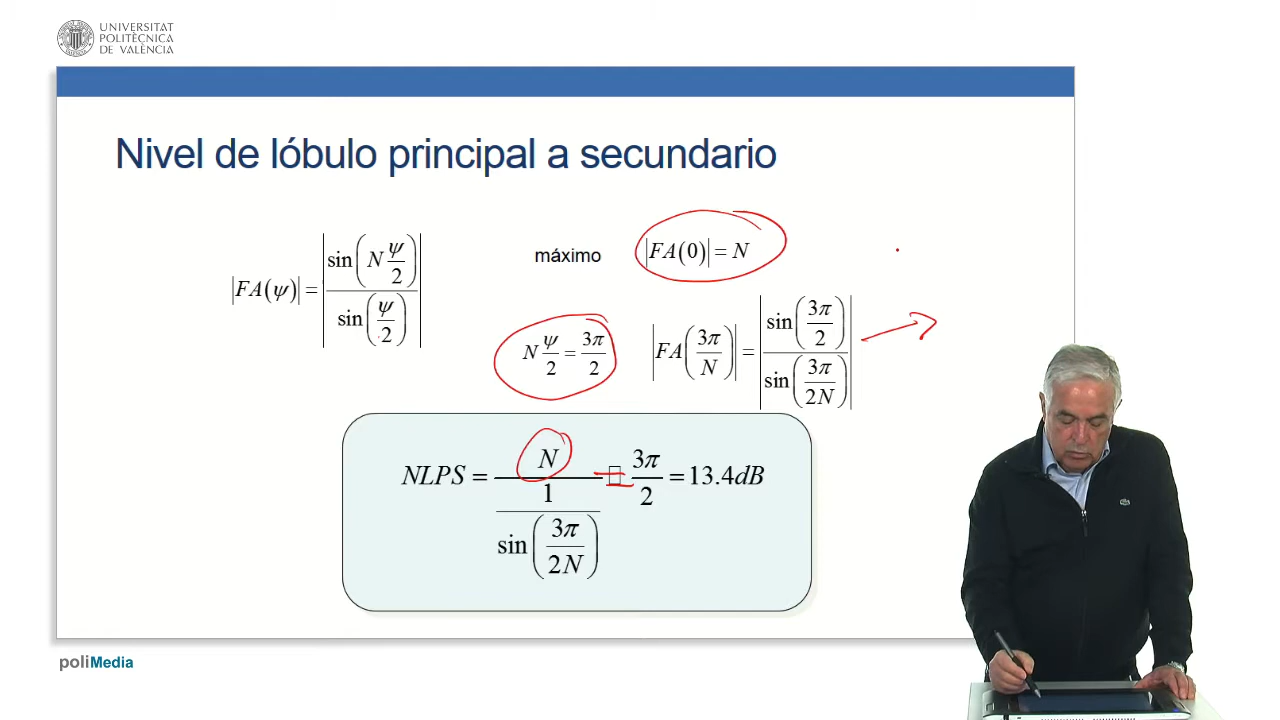 UNIVERSITAT
POLITÈCNICA
DE VALÈNCIA
Nivel de lóbulo principal a secundario
|FA(ψ)| = |sin(N ψ/2) / sin(ψ/2)|
máximo |FA(0)| = N
N ψ/2 = 3π/2 |FA(3π/N)| = |sin(3π/2) / sin(3π/2N)|
NLPS = N / (1 / sin(3π/2N)) □ 3π/2 = 13.4dB
poliMedia